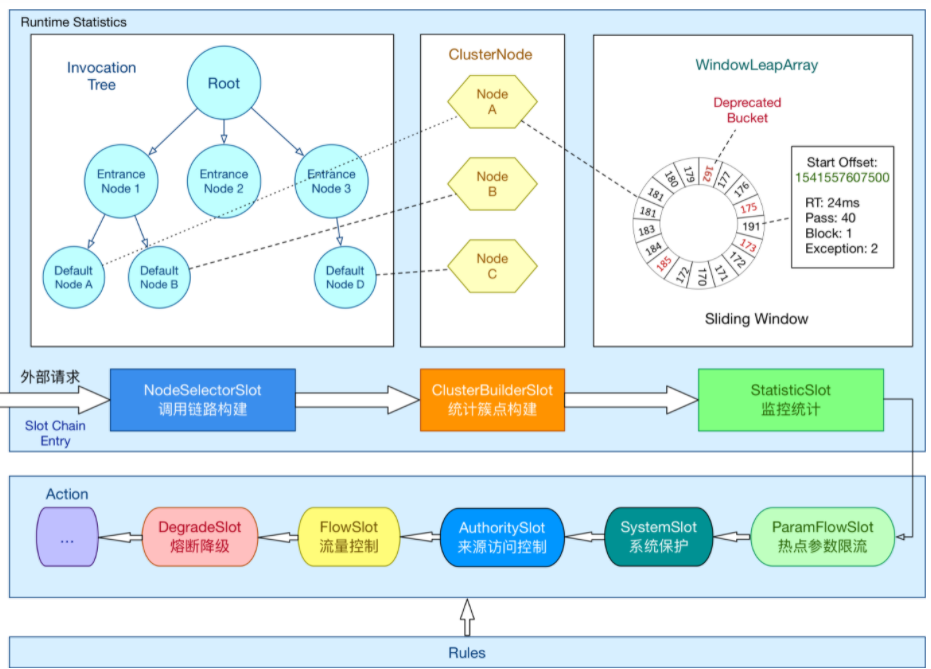 Runtime Statistics
Invocation
Tree
Root
Entrance
Node 1
Entrance
Node 2
Entrance
Node 3
Default
Node A
Default
Node B
Default
Node D
ClusterNode
Node
A
Node
B
Node
C
WindowLeapArray
Deprecated
Bucket
162
177
176
175
191
173
172
171
170
172
185
184
183
181
181
180
179
Start Offset:
1541557607500
RT: 24ms
Pass: 40
Block: 1
Exception: 2
Sliding Window
外部请求
Slot Chain
Entry
NodeSelectorSlot
调用链路构建
ClusterBuilderSlot
统计簇点构建
StatisticSlot
监控统计
Action
...
DegradeSlot
熔断降级
FlowSlot
流量控制
AuthoritySlot
来源访问控制
SystemSlot
系统保护
ParamFlowSlot
热点参数限流
Rules